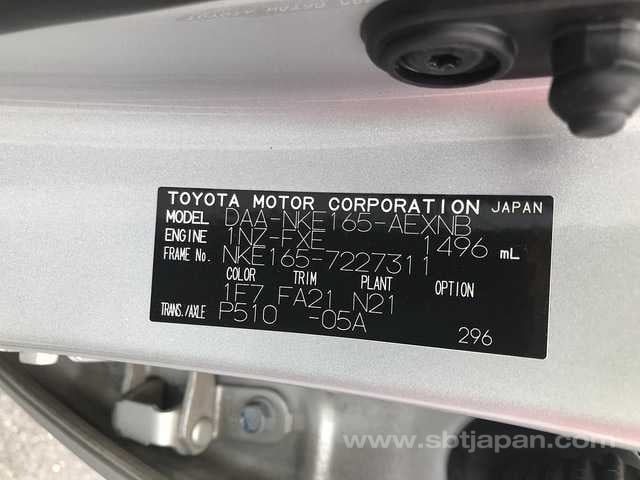 TOYOTA MOTOR CORPORATION JAPAN
MODEL DAA-NKE165-AEXNB
ENGINE 1NZ-FXE 1496 mL
FRAME No. NKE165-7227311
COLOR TRIM PLANT OPTION
1F7 FA21 N21
TRANS./AXLE P510 -05A
296
www.sbtjapan.com